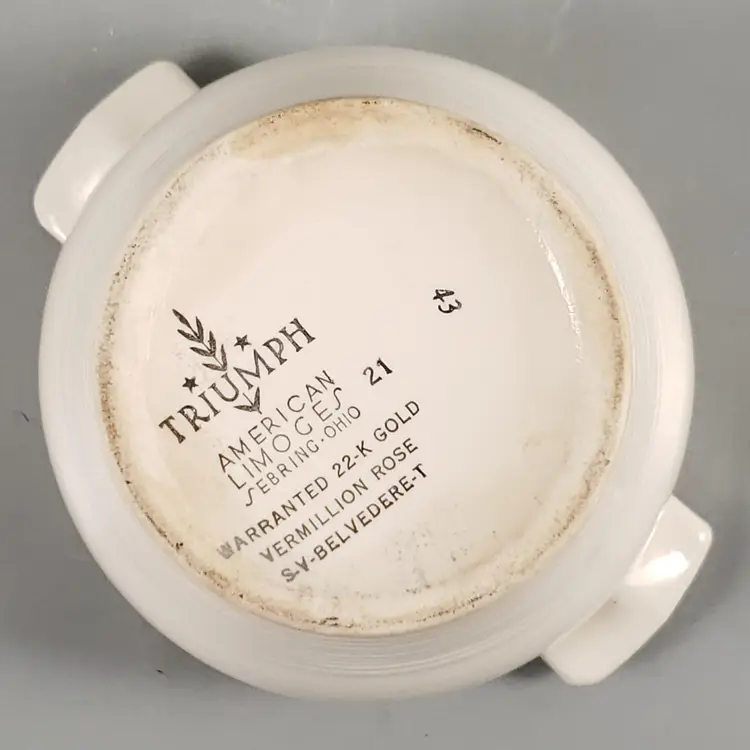 TRIUMPH
AMERICAN
LIMOGES 21
SEBRING·OHIO
WARRANTED 22-K GOLD
VERMILLION ROSE
S-V-BELVEDERE-T
43